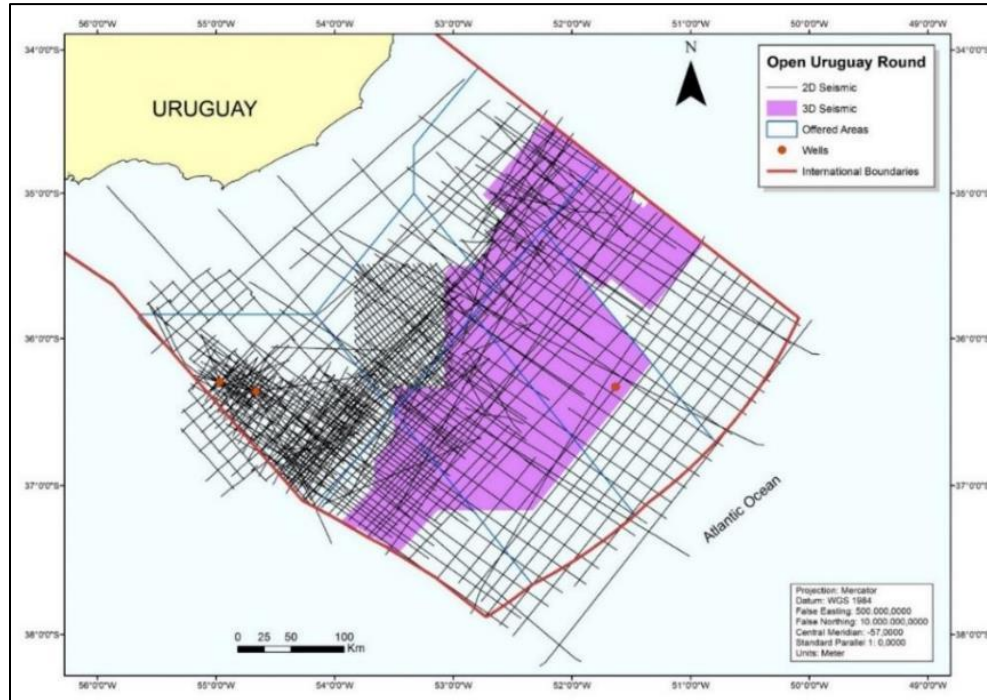 56°0'0"W 55°0'0"W 54°0'0"W 53°0'0"W 52°0'0"W 51°0'0"W 50°0'0"W 49°0'0"W
34°0'0"S
34°0'0"S
URUGUAY
N
Open Uruguay Round
2D Seismic
3D Seismic
Offered Areas
Wells
International Boundaries
35°0'0"S
35°0'0"S
36°0'0"S
36°0'0"S
37°0'0"S
37°0'0"S
Atlantic Ocean
38°0'0"S
38°0'0"S
0 25 50 100
Km
Projection: Mercator
Datum: WGS 1984
False Easting: 500.000,0000
False Northing: 10.000.000,0000
Central Meridian: -57,0000
Standard Parallel 1: 0,0000
Units: Meter
56°0'0"W 55°0'0"W 54°0'0"W 53°0'0"W 52°0'0"W 51°0'0"W 50°0'0"W 49°0'0"W